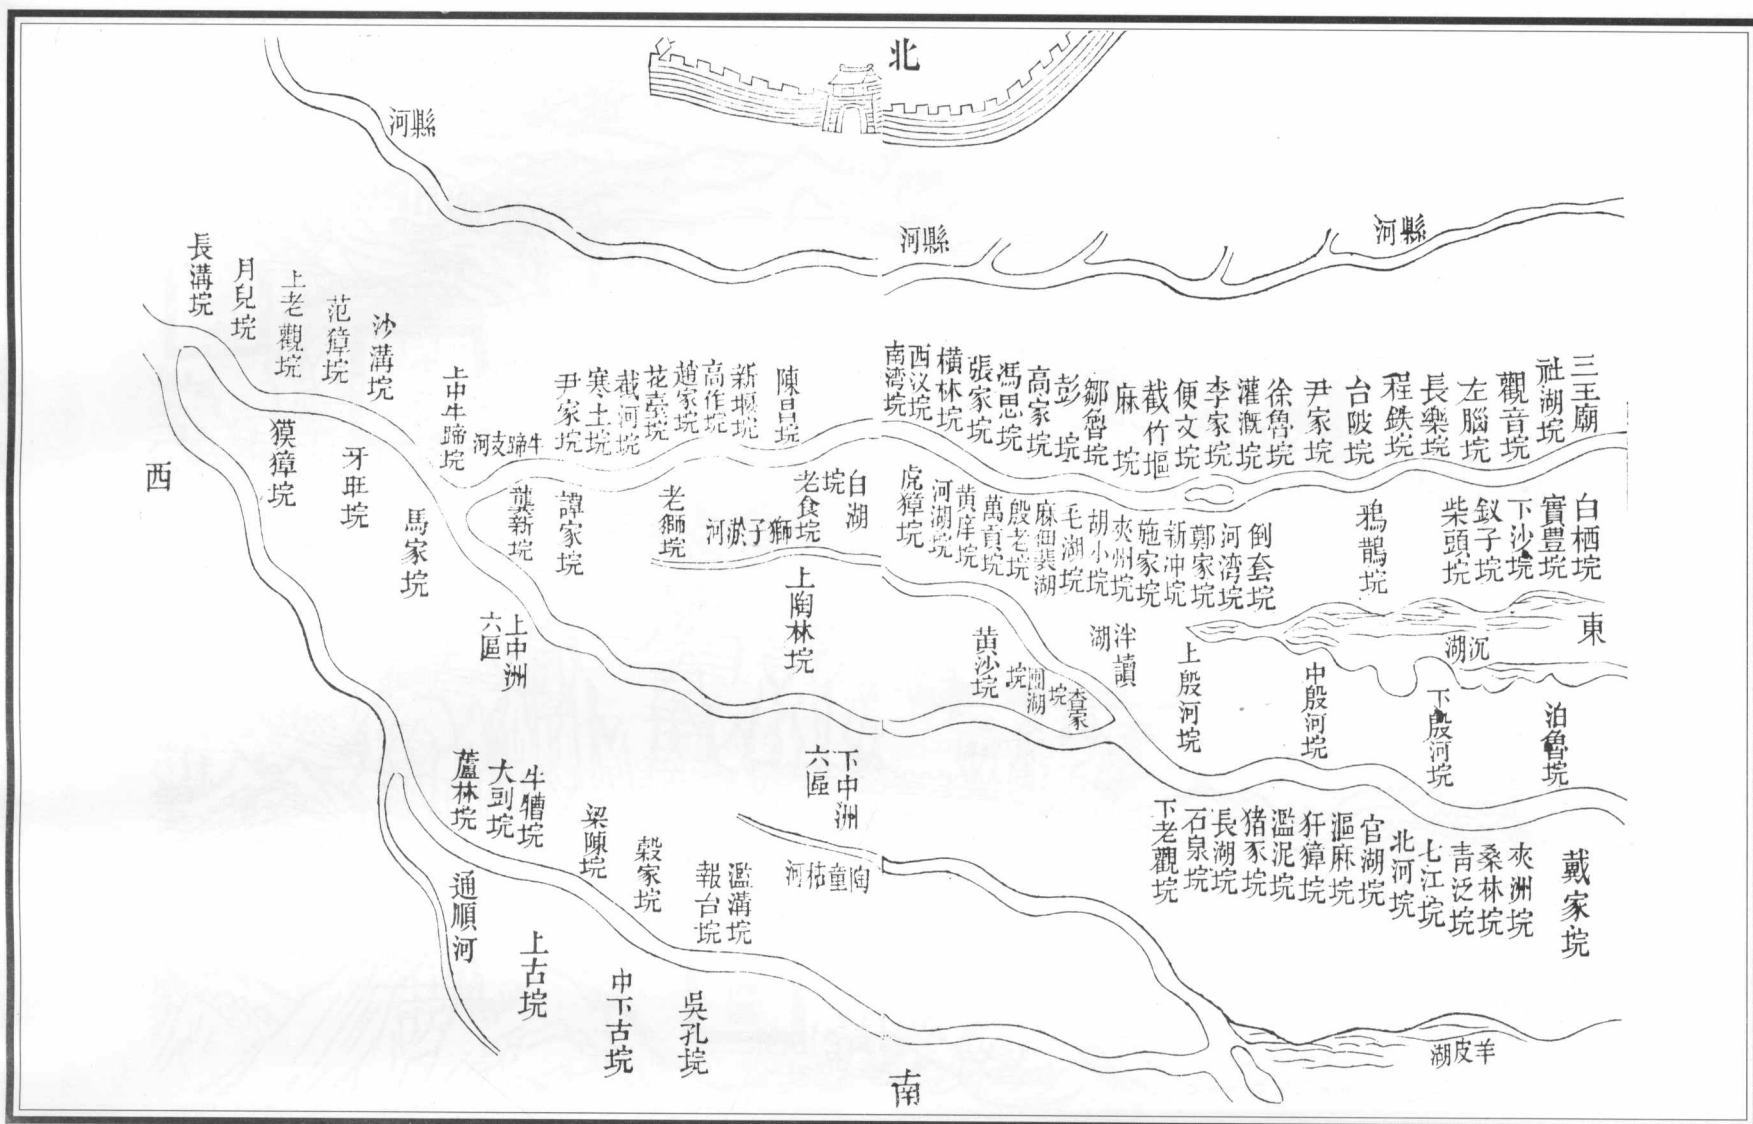 北
縣河
縣河
縣河
三王廟
社湖垸
觀音垸
左腦垸
長樂垸
程鉄垸
台陂垸
尹家垸
徐魯垸
灌漑垸
李家垸
便文垸
截竹堰
麻垸
鄒魯垸
彭垸
高家垸
馮思垸
張家垸
橫林垸
西汊垸
南湾垸
陳昌垸
新堰垸
高作垸
趙家垸
花臺垸
截河垸
寒土垸
尹家垸
牛蹄支河
上中牛蹄垸
沙溝垸
范獐垸
上老觀垸
月兒垸
長溝垸
白栖垸
實豊垸
下沙垸
釵子垸
柴頭垸
鴉鵲垸
倒套垸
河湾垸
鄭家垸
新冲垸
施家垸
夾州垸
胡小垸
毛湖垸
殷老垸
萬貢垸
河湖垸
虎獐垸
白湖垸
老食垸
獅子淤河
老獅垸
譚家垸
龔新垸
馬家垸
牙旺垸
獏獐垸
西
東
沉湖
泮讀湖
黄沙垸
上陶林垸
上中洲六區
泊魯垸
下殷河垸
中殷河垸
上殷河垸
下中洲六區
戴家垸
夾洲垸
桑林垸
青泛垸
七江垸
北河垸
官湖垸
漚麻垸
犴獐垸
濫泥垸
猪豕垸
長湖垸
石泉垸
下老觀垸
陶童枯河
濫溝垸
報台垸
穀家垸
梁陳垸
牛犗垸
大剅垸
蘆林垸
通順河
上古垸
中下古垸
吳孔垸
羊皮湖
南